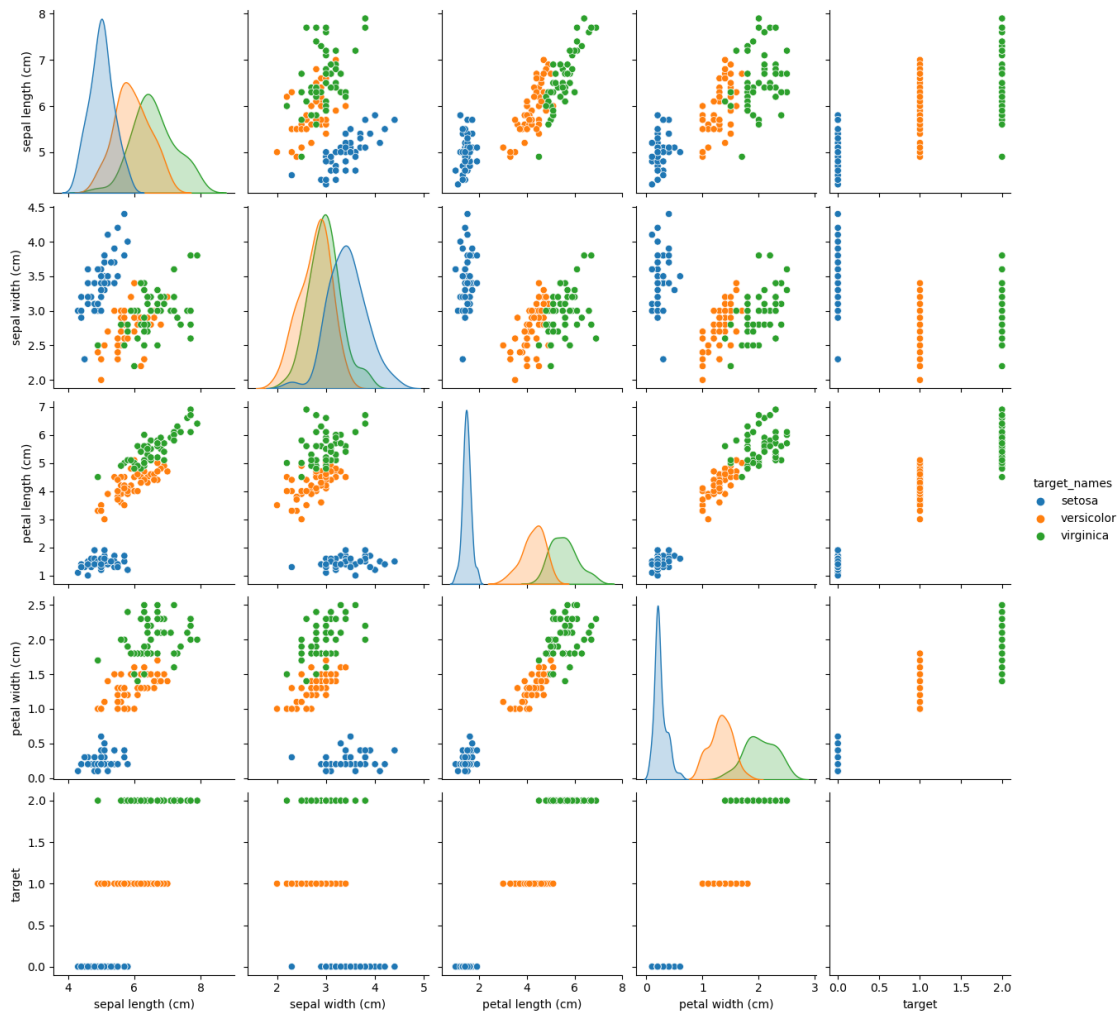 8
7
6
5
sepal length (cm)
4.5
4.0
3.5
3.0
2.5
2.0
sepal width (cm)
7
6
5
4
3
2
1
petal length (cm)
target_names
setosa
versicolor
virginica
2.5
2.0
1.5
1.0
0.5
0.0
petal width (cm)
2.0
1.5
1.0
0.5
0.0
target
4 6 8
sepal length (cm)
2 3 4 5
sepal width (cm)
0 2 4 6 8
petal length (cm)
0 1 2 3
petal width (cm)
0.0 0.5 1.0 1.5 2.0
target